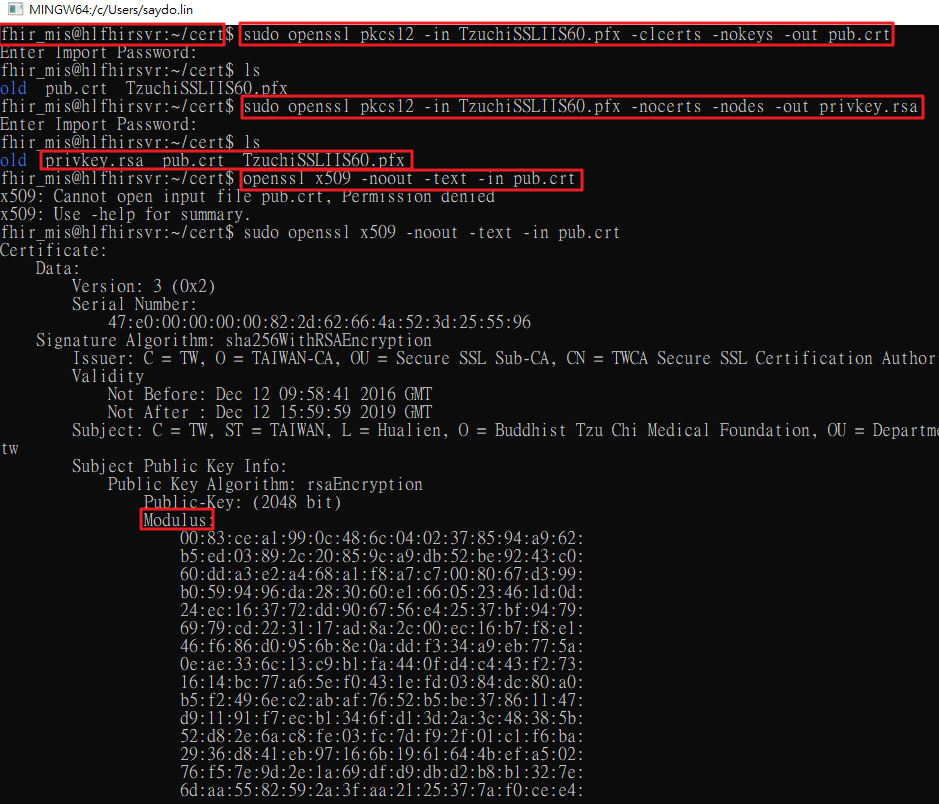 MINGW64:/c/Users/saydo.lin
fhir_mis@hlfhirsvr:~/cert$ sudo openssl pkcs12 -in TzuchiSSLIIS60.pfx -clcerts -nokeys -out pub.crt
Enter Import Password:
fhir_mis@hlfhirsvr:~/cert$ ls
old  pub.crt  TzuchiSSLIIS60.pfx
fhir_mis@hlfhirsvr:~/cert$ sudo openssl pkcs12 -in TzuchiSSLIIS60.pfx -nocerts -nodes -out privkey.rsa
Enter Import Password:
fhir_mis@hlfhirsvr:~/cert$ ls
old  privkey.rsa  pub.crt  TzuchiSSLIIS60.pfx
fhir_mis@hlfhirsvr:~/cert$ openssl x509 -noout -text -in pub.crt
x509: Cannot open input file pub.crt, Permission denied
x509: Use -help for summary.
fhir_mis@hlfhirsvr:~/cert$ sudo openssl x509 -noout -text -in pub.crt
Certificate:
    Data:
        Version: 3 (0x2)
        Serial Number:
            47:e0:00:00:00:00:82:2d:62:66:4a:52:3d:25:55:96
    Signature Algorithm: sha256WithRSAEncryption
        Issuer: C = TW, O = TAIWAN-CA, OU = Secure SSL Sub-CA, CN = TWCA Secure SSL Certification Author
        Validity
            Not Before: Dec 12 09:58:41 2016 GMT
            Not After : Dec 12 15:59:59 2019 GMT
        Subject: C = TW, ST = TAIWAN, L = Hualien, O = Buddhist Tzu Chi Medical Foundation, OU = Departme
tw
        Subject Public Key Info:
            Public Key Algorithm: rsaEncryption
                Public-Key: (2048 bit)
                Modulus:
                    00:83:ce:a1:99:0c:48:6c:04:02:37:85:94:a9:62:
                    b5:ed:03:89:2c:20:85:9c:a9:db:52:be:92:43:c0:
                    60:dd:a3:e2:a4:68:a1:f8:a7:c7:00:80:67:d3:99:
                    b0:59:94:96:da:28:30:60:e1:66:05:23:46:1d:0d:
                    24:ec:16:37:72:dd:90:67:56:e4:25:37:bf:94:79:
                    69:79:cd:22:31:17:ad:8a:2c:00:ec:16:b7:f8:e1:
                    46:f6:86:d0:95:6b:8e:0a:dd:f3:34:a9:eb:77:5a:
                    0e:ae:33:6c:13:c9:b1:fa:44:0f:d4:c4:43:f2:73:
                    16:14:bc:77:a6:5e:f0:43:1e:fd:03:84:dc:80:a0:
                    b5:f2:49:6e:c2:ab:af:76:52:b5:be:37:86:11:47:
                    d9:11:91:f7:ec:b1:34:6f:d1:3d:2a:3c:48:38:5b:
                    52:d8:2e:6a:c8:fe:03:fc:7d:f9:2f:01:c1:f6:ba:
                    29:36:d8:41:eb:97:16:6b:19:61:64:4b:ef:a5:02:
                    76:f5:7e:9d:2e:1a:69:df:d9:db:d2:b8:b1:32:7e:
                    6d:aa:55:82:59:2a:3f:aa:21:25:37:7a:f0:ce:e4: